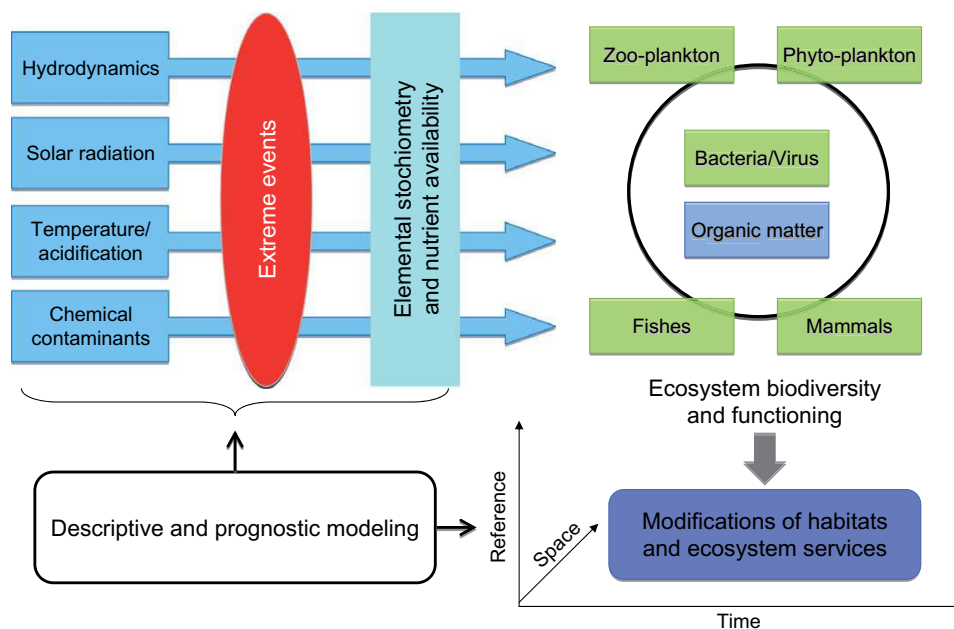 Hydrodynamics
Solar radiation
Temperature/
acidification
Chemical
contaminants
Extreme events
Elemental stochiometry
and nutrient availability
Zoo-plankton
Phyto-plankton
Bacteria/Virus
Organic matter
Fishes
Mammals
Ecosystem biodiversity
and functioning
Descriptive and prognostic modeling
Reference
Space
Time
Modifications of habitats
and ecosystem services